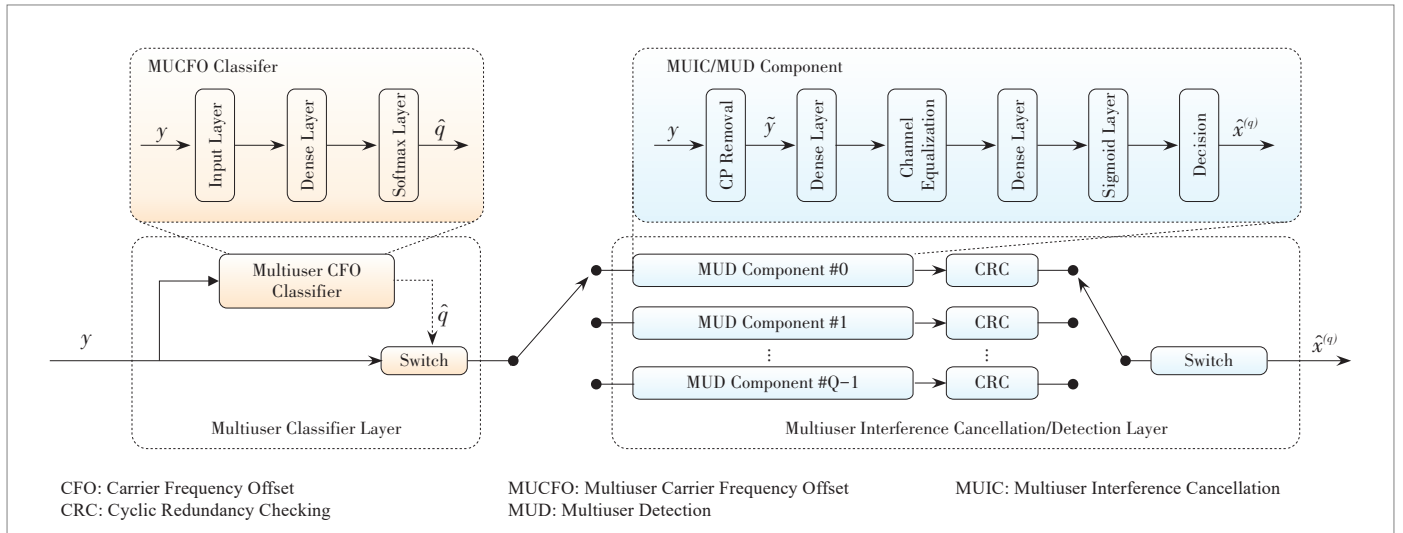 MUCFO Classifer
y
Input Layer
Dense Layer
Softmax Layer
q̂
MUIC/MUD Component
y
CP Removal
ỹ
Dense Layer
Channel
Equalization
Dense Layer
Sigmoid Layer
Decision
x̂⁽q⁾
Multiuser CFO
Classifier
q̂
y
Switch
Multiuser Classifier Layer
MUD Component #0
CRC
MUD Component #1
CRC
⋮ ⋮
MUD Component #Q−1
CRC
Switch
x̂⁽q⁾
Multiuser Interference Cancellation/Detection Layer
CFO: Carrier Frequency Offset
CRC: Cyclic Redundancy Checking
MUCFO: Multiuser Carrier Frequency Offset
MUD: Multiuser Detection
MUIC: Multiuser Interference Cancellation